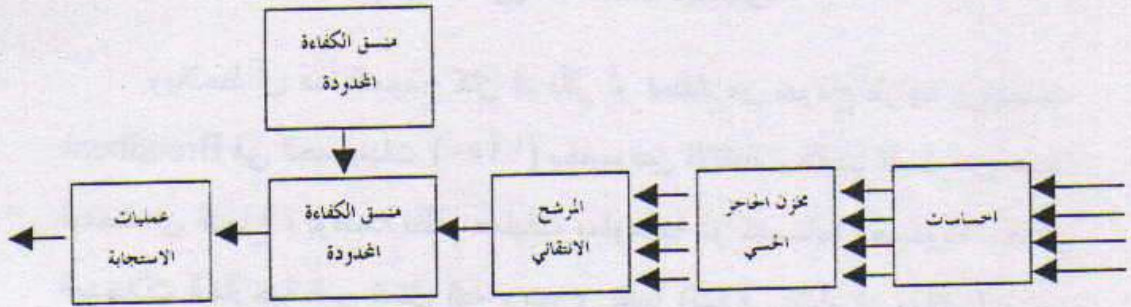 منسق الكفاءة
المحدودة
احساسات
مخزن الحاجز
الحسي
المرشح
الانتقائي
منسق الكفاءة
المحدودة
عمليات
الاستجابة